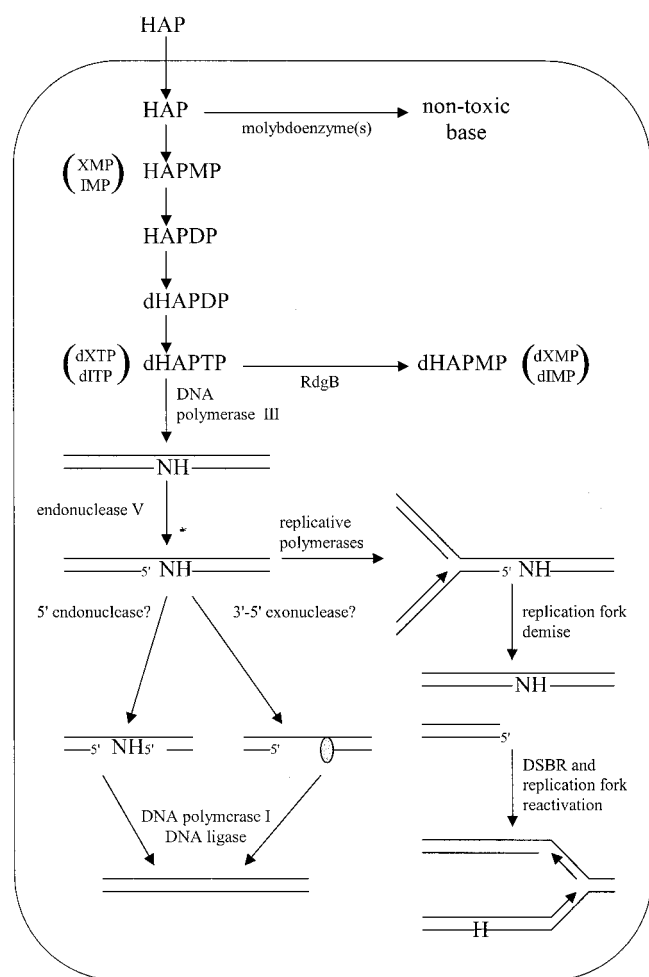 HAP
HAP
molybdoenzyme(s)
non-toxic
base
(XMP
IMP)
HAPMP
HAPDP
dHAPDP
(dXTP
dITP)
dHAPTP
RdgB
dHAPMP
(dXMP
dIMP)
DNA
polymerase III
NH
endonuclease V
replicative
polymerases
5' NH
5' NH
5' endonuclease?
3'-5' exonuclease?
replication fork
demise
NH
5' NH 5'
5'
5'
DSBR and
replication fork
reactivation
DNA polymerase I
DNA ligase
H